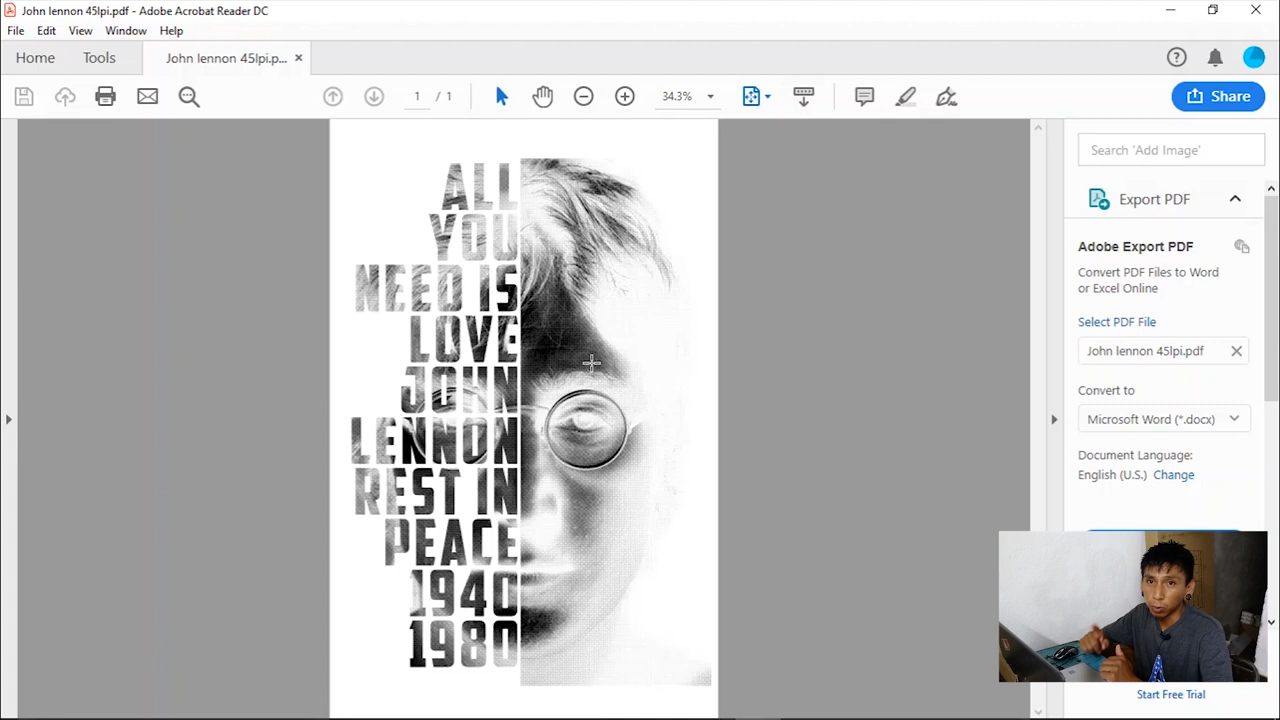 John lennon 45lpi.pdf - Adobe Acrobat Reader DC
File Edit View Window Help
Home Tools John lennon 45lpi.p...
1 / 1 34.3% Share
ALL
YOU
NEED IS
LOVE
JOHN
LENNON
REST IN
PEACE
1940
1980
Search 'Add Image'
Export PDF
Adobe Export PDF
Convert PDF Files to Word
or Excel Online
Select PDF File
John lennon 45lpi.pdf
Convert to
Microsoft Word (*.docx)
Document Language:
English (U.S.) Change
Start Free Trial